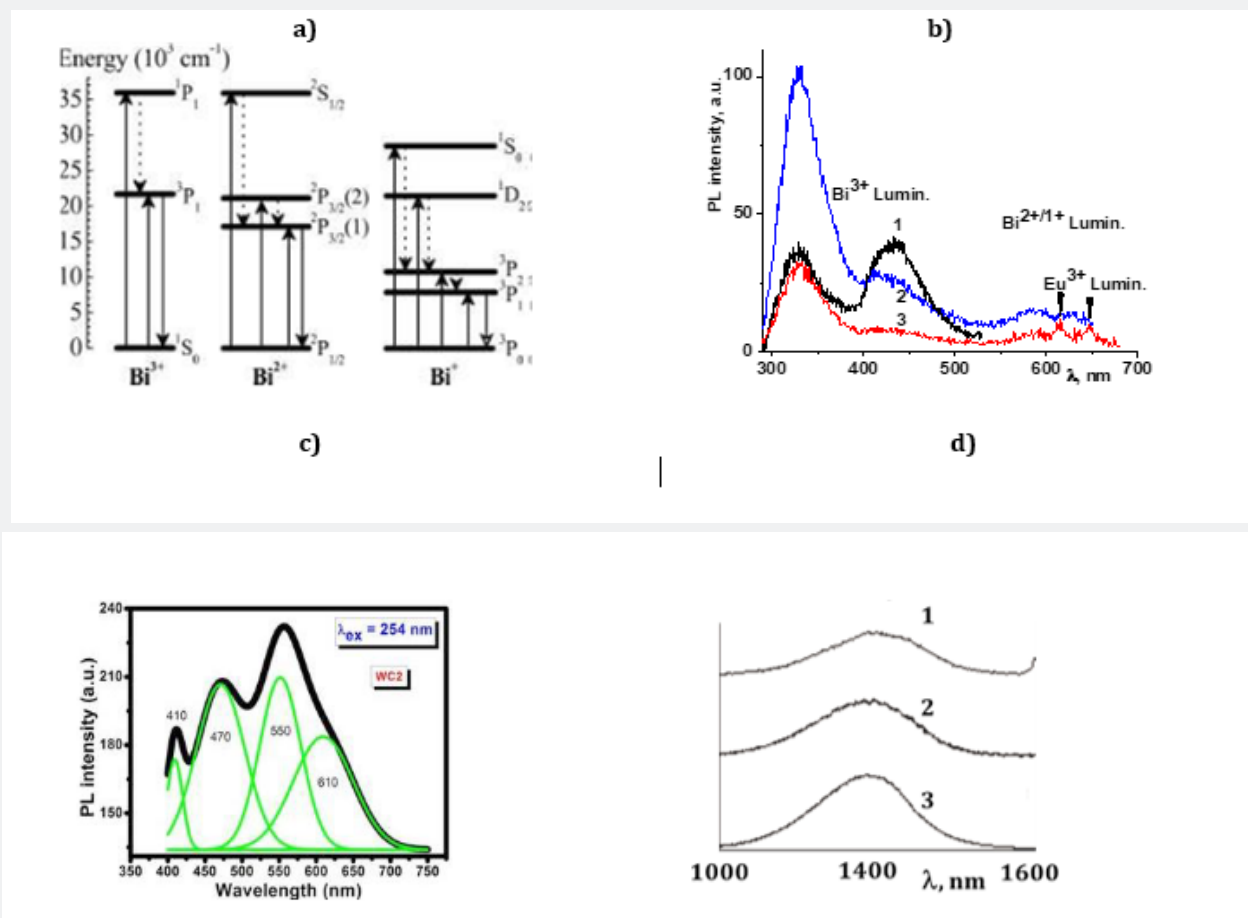 a)
Energy (10³ cm⁻¹)
35
30
25
20
15
10
5
0
¹P₁
³P₁
¹S₀
Bi³⁺
²S₁/₂
²P₃/₂(2)
²P₃/₂(1)
²P₁/₂
Bi²⁺
¹S₀
¹D₂
³P₂
³P₁
³P₀
Bi⁺
b)
PL intensity, a.u.
100
50
0
Bi³⁺ Lumin.
1
2
3
Bi²⁺/¹⁺ Lumin.
Eu³⁺ Lumin.
300 400 500 600 λ, nm 700
c)
d)
PL intensity (a.u.)
240
210
180
150
λex = 254 nm
WC2
410
470
550
610
350 400 450 500 550 600 650 700 750
Wavelength (nm)
1
2
3
1000 1400 λ, nm 1600